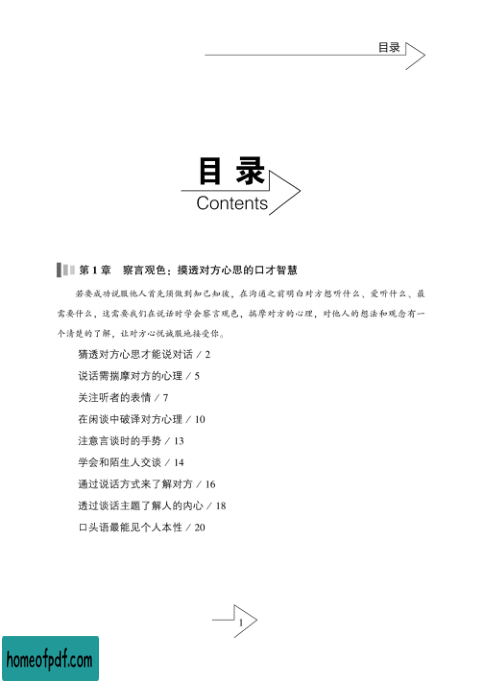 目录
目录
Contents
第1章 察言观色：摸透对方心思的口才智慧
若要成功说服他人首先须做到知己知彼，在沟通之前明白对方想听什么、爱听什么、最
需要什么，这需要我们在说话时学会察言观色，揣摩对方的心理，对他人的想法和观念有一
个清楚的了解，让对方心悦诚服地接受你。
猜透对方心思才能说对话 / 2
说话需揣摩对方的心理 / 5
关注听者的表情 / 7
在闲谈中破译对方心理 / 10
注意言谈时的手势 / 13
学会和陌生人交谈 / 14
通过说话方式来了解对方 / 16
透过谈话主题了解人的内心 / 18
口头语最能见个人本性 / 20
1
homeofpdf.com